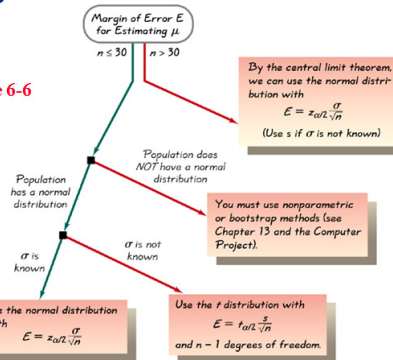 Margin of Error E
for Estimating μ
n ≤ 30
n > 30
6-6
By the central limit theorem,
we can use the normal distri-
bution with
E = zα/2 σ/√n
(Use s if σ is not known)
Population does
NOT have a normal
distribution
Population
has a normal
distribution
You must use nonparametric
or bootstrap methods (see
Chapter 13 and the Computer
Project).
σ is
known
σ is not
known
the normal distribution
E = zα/2 σ/√n
Use the t distribution with
E = tα/2 s/√n
and n − 1 degrees of freedom.